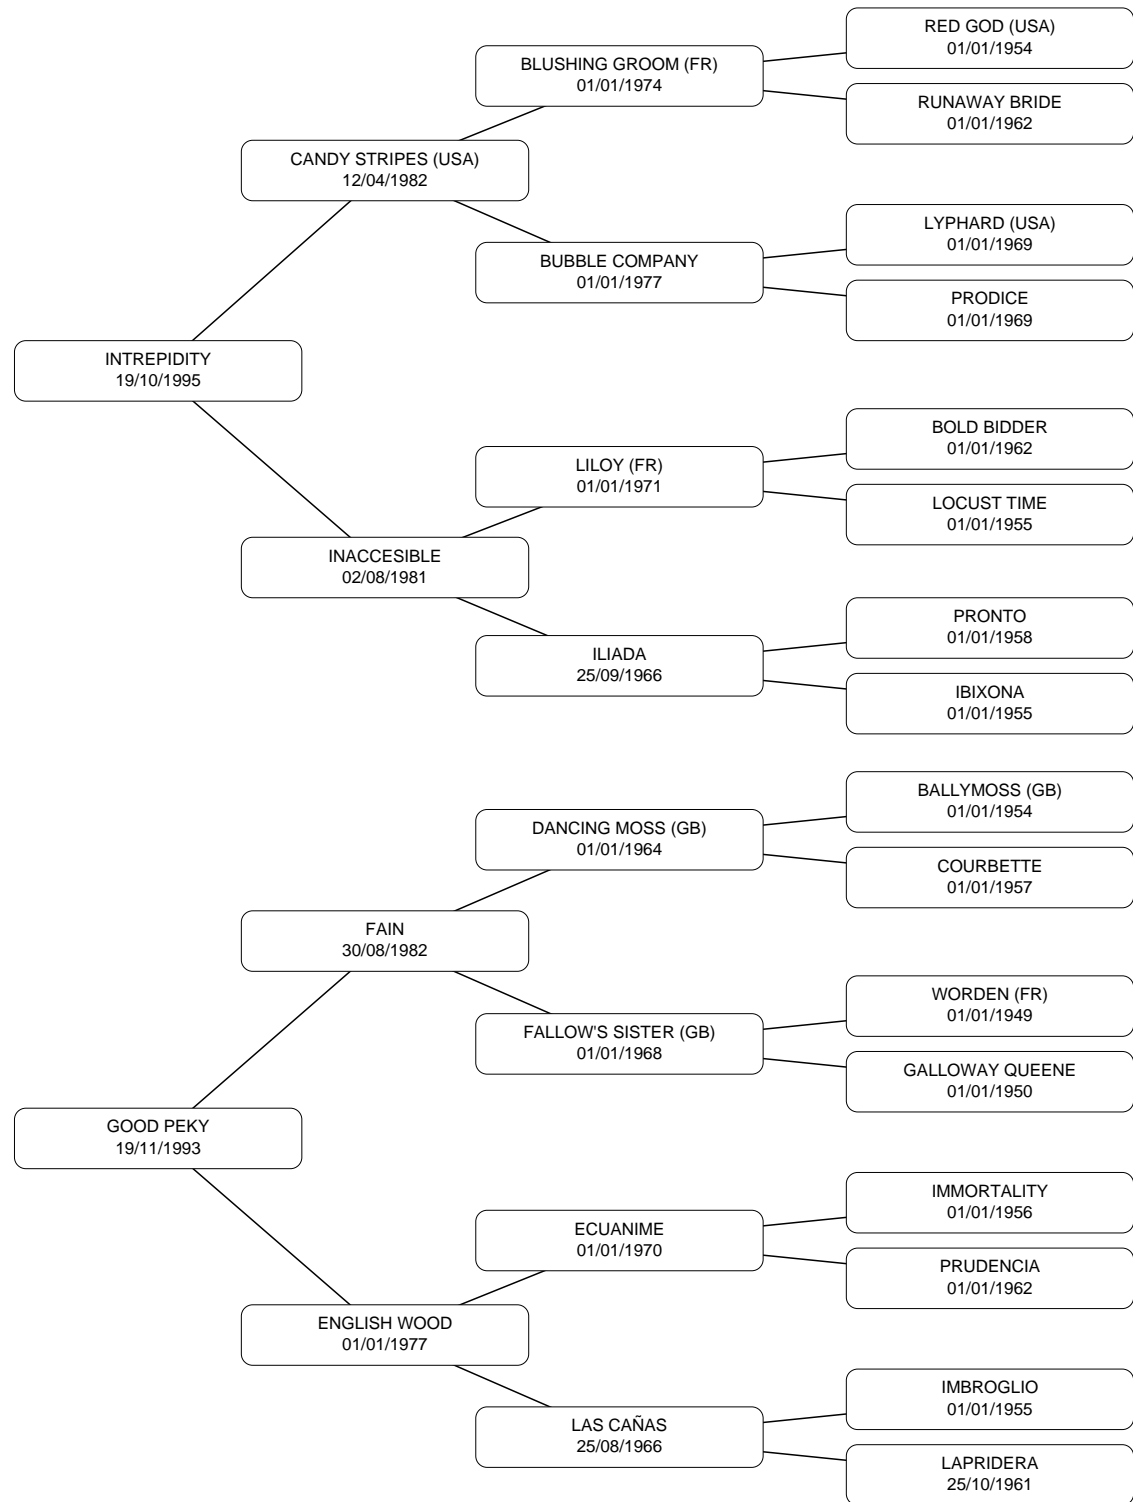 RED GOD (USA)
01/01/1954
BLUSHING GROOM (FR)
01/01/1974
RUNAWAY BRIDE
01/01/1962
CANDY STRIPES (USA)
12/04/1982
LYPHARD (USA)
01/01/1969
BUBBLE COMPANY
01/01/1977
PRODICE
01/01/1969
INTREPIDITY
19/10/1995
BOLD BIDDER
01/01/1962
LILOY (FR)
01/01/1971
LOCUST TIME
01/01/1955
INACCESIBLE
02/08/1981
PRONTO
01/01/1958
ILIADA
25/09/1966
IBIXONA
01/01/1955
BALLYMOSS (GB)
01/01/1954
DANCING MOSS (GB)
01/01/1964
COURBETTE
01/01/1957
FAIN
30/08/1982
WORDEN (FR)
01/01/1949
FALLOW'S SISTER (GB)
01/01/1968
GALLOWAY QUEENE
01/01/1950
GOOD PEKY
19/11/1993
IMMORTALITY
01/01/1956
ECUANIME
01/01/1970
PRUDENCIA
01/01/1962
ENGLISH WOOD
01/01/1977
IMBROGLIO
01/01/1955
LAS CAÑAS
25/08/1966
LAPRIDERA
25/10/1961